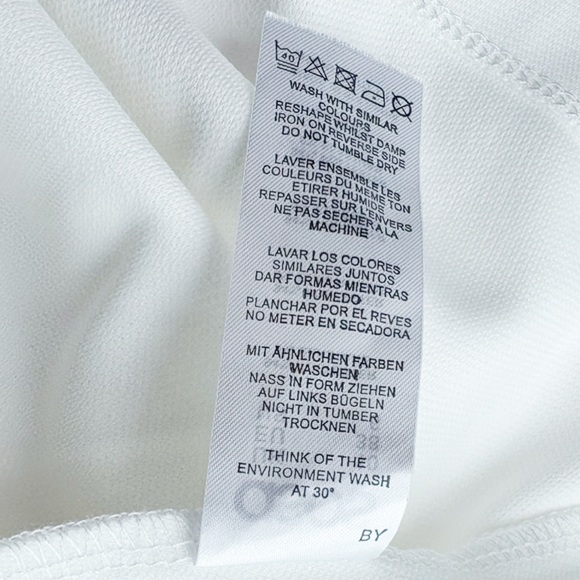 40
WASH WITH SIMILAR
COLOURS
RESHAPE WHILST DAMP
IRON ON REVERSE SIDE
DO NOT TUMBLE DRY
LAVER ENSEMBLE LES
COULEURS DU MEME TON
ETIRER HUMIDE
REPASSER SUR L'ENVERS
NE PAS SECHER A LA
MACHINE
LAVAR LOS COLORES
SIMILARES JUNTOS
DAR FORMAS MIENTRAS
HUMEDO
PLANCHAR POR EL REVES
NO METER EN SECADORA
MIT ÄHNLICHEN FARBEN
WASCHEN
NASS IN FORM ZIEHEN
AUF LINKS BÜGELN
NICHT IN TUMBER
TROCKNEN
THINK OF THE
ENVIRONMENT WASH
AT 30°
BY